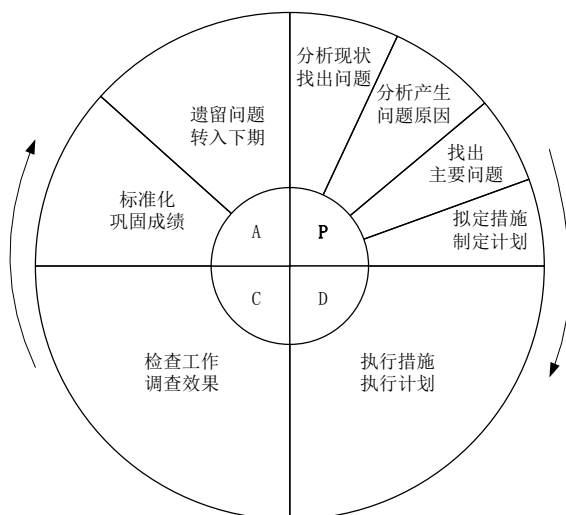 分析现状
找出问题
分析产生
问题原因
找出
主要问题
拟定措施
制定计划
遗留问题
转入下期
标准化
巩固成绩
A
P
C
D
检查工作
调查效果
执行措施
执行计划